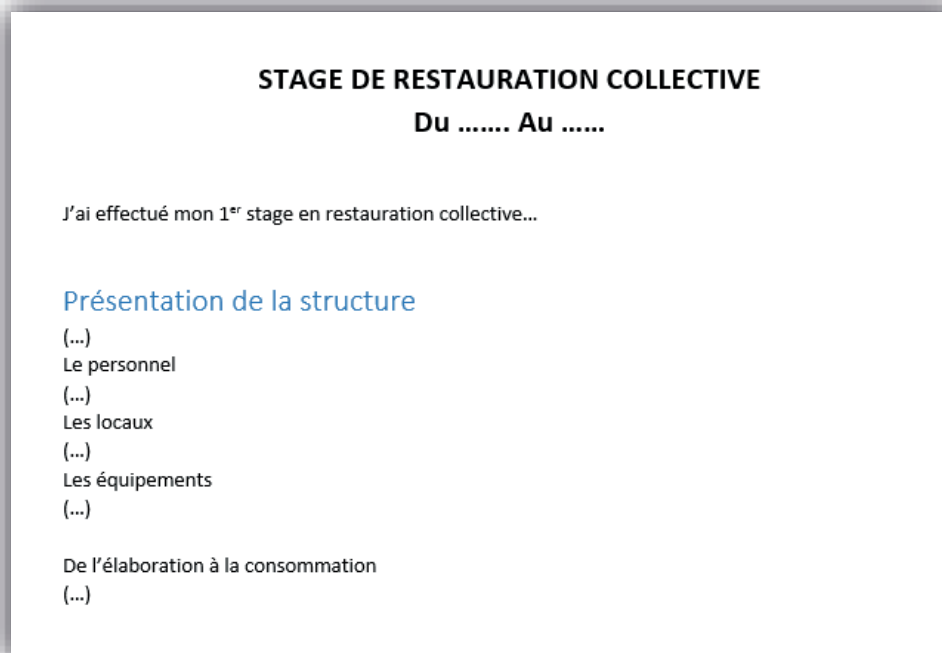 STAGE DE RESTAURATION COLLECTIVE
Du ……. Au ……
J’ai effectué mon 1er stage en restauration collective…
Présentation de la structure
(…)
Le personnel
(…)
Les locaux
(…)
Les équipements
(…)
De l’élaboration à la consommation
(…)